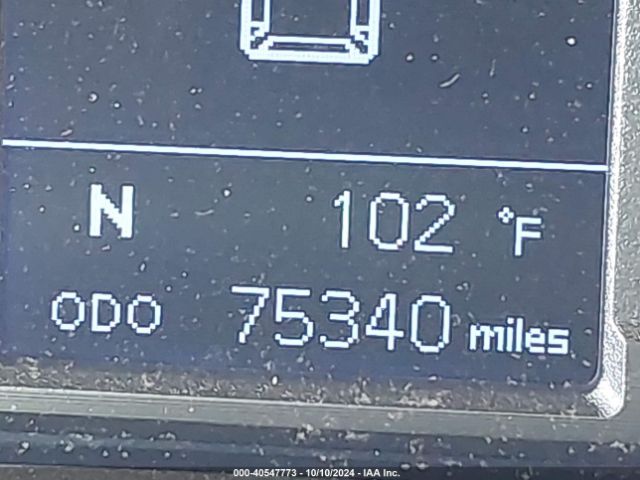 N 102 °F
ODO 75340 miles
000-40547773 - 10/10/2024 - IAA Inc.